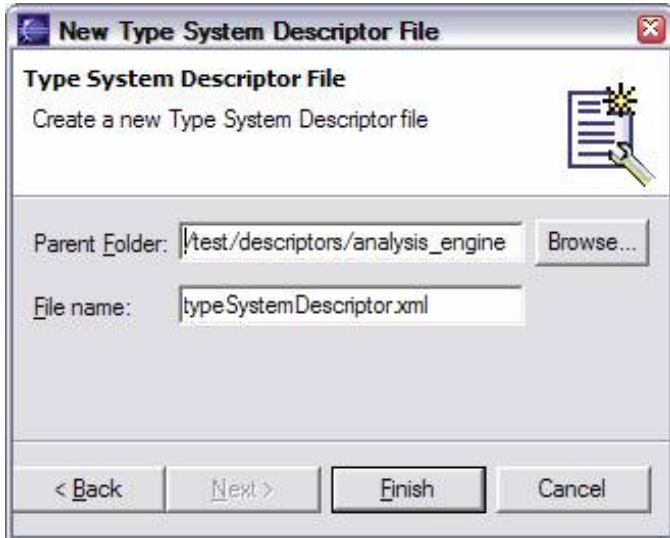 New Type System Descriptor File
Type System Descriptor File
Create a new Type System Descriptor file
Parent Folder: /test/descriptors/analysis_engine Browse...
File name: typeSystemDescriptor.xml
< Back Next > Finish Cancel